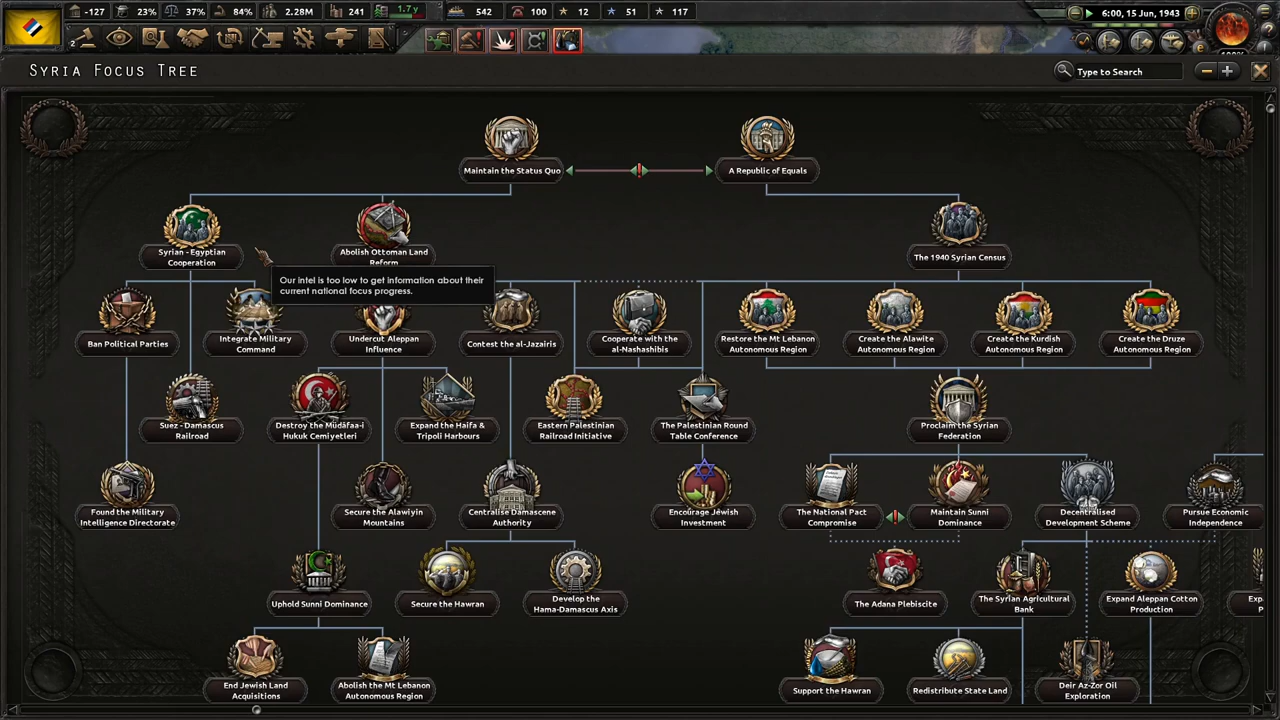 -127 23% 37% 84% 2.28M 241 1.7 y 542 100 12 51 117 6:00, 15 Jun, 1943
2
100%
SYRIA FOCUS TREE
Type to Search
Maintain the Status Quo
A Republic of Equals
Syrian - Egyptian
Cooperation
Abolish Ottoman Land
Reform
The 1940 Syrian Census
Our intel is too low to get information about their
current national focus progress.
Ban Political Parties
Integrate Military
Command
Undercut Aleppan
Influence
Contest the al-Jazairis
Cooperate with the
al-Nashashibis
Restore the Mt Lebanon
Autonomous Region
Create the Alawite
Autonomous Region
Create the Kurdish
Autonomous Region
Create the Druze
Autonomous Region
Suez - Damascus
Railroad
Destroy the Müdâfaa-i
Hukuk Cemiyetleri
Expand the Haifa &
Tripoli Harbours
Eastern Palestinian
Railroad Initiative
The Palestinian Round
Table Conference
Proclaim the Syrian
Federation
Found the Military
Intelligence Directorate
Secure the Alawiyin
Mountains
Centralise Damascene
Authority
Encourage Jewish
Investment
The National Pact
Compromise
Maintain Sunni
Dominance
Decentralised
Development Scheme
Pursue Economic
Independence
Uphold Sunni Dominance
Secure the Hawran
Develop the
Hama-Damascus Axis
The Adana Plebiscite
The Syrian Agricultural
Bank
Expand Aleppan Cotton
Production
Exp
P
End Jewish Land
Acquisitions
Abolish the Mt Lebanon
Autonomous Region
Support the Hawran
Redistribute State Land
Deir Az-Zor Oil
Exploration